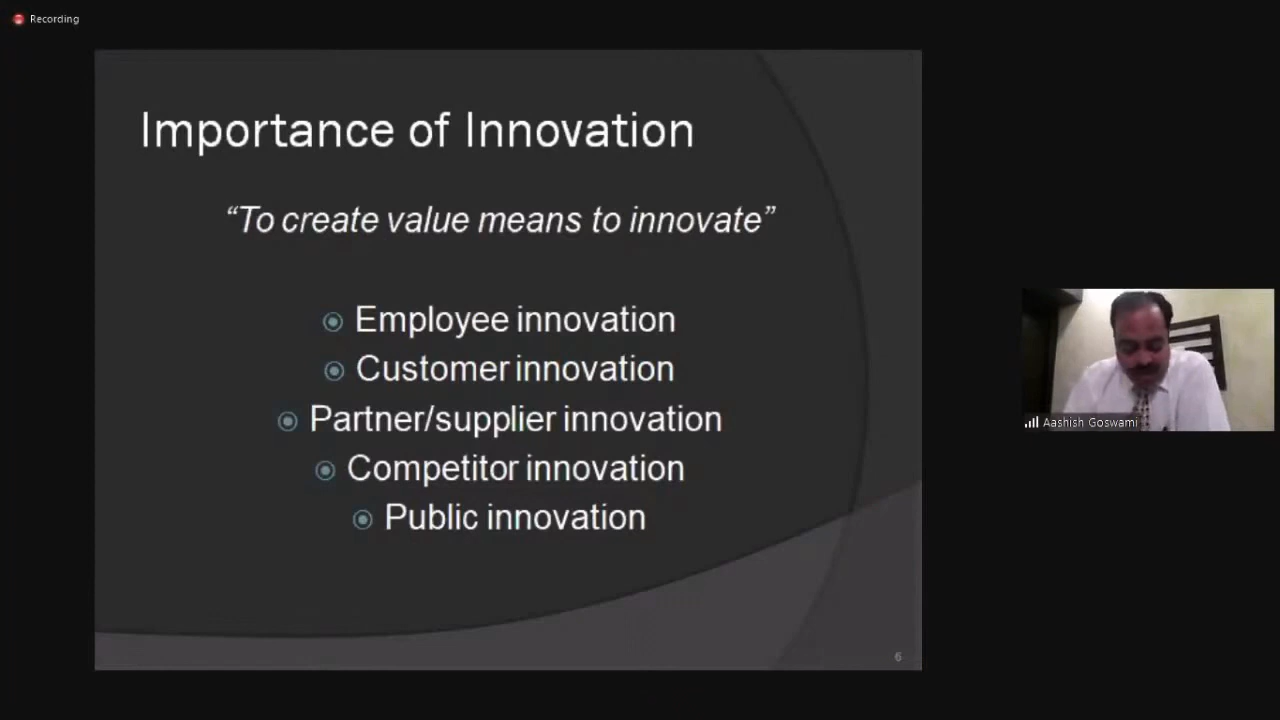 Recording
Importance of Innovation
“To create value means to innovate”
Employee innovation
Customer innovation
Partner/supplier innovation
Competitor innovation
Public innovation
6
Aashish Goswami